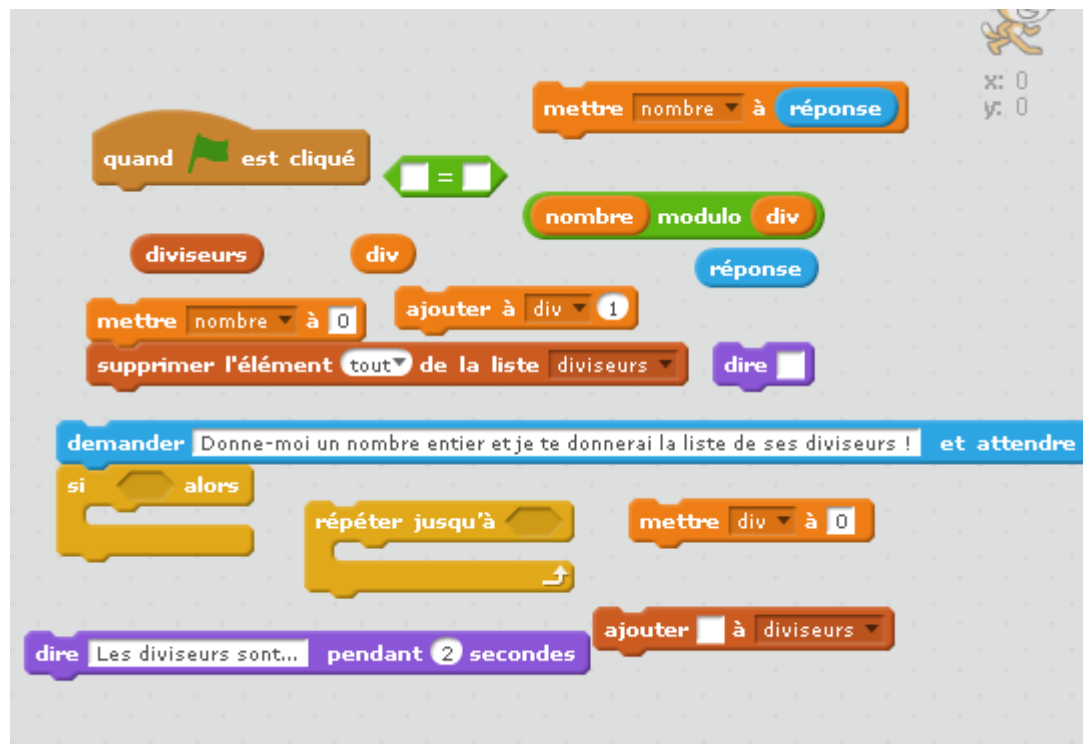 x: 0
y: 0
mettre nombre à réponse
quand est cliqué
=
nombre modulo div
diviseurs
div
réponse
mettre nombre à 0
ajouter à div 1
supprimer l'élément tout de la liste diviseurs
dire
demander Donne-moi un nombre entier et je te donnerai la liste de ses diviseurs ! et attendre
si alors
répéter jusqu'à
mettre div à 0
ajouter à diviseurs
dire Les diviseurs sont... pendant 2 secondes